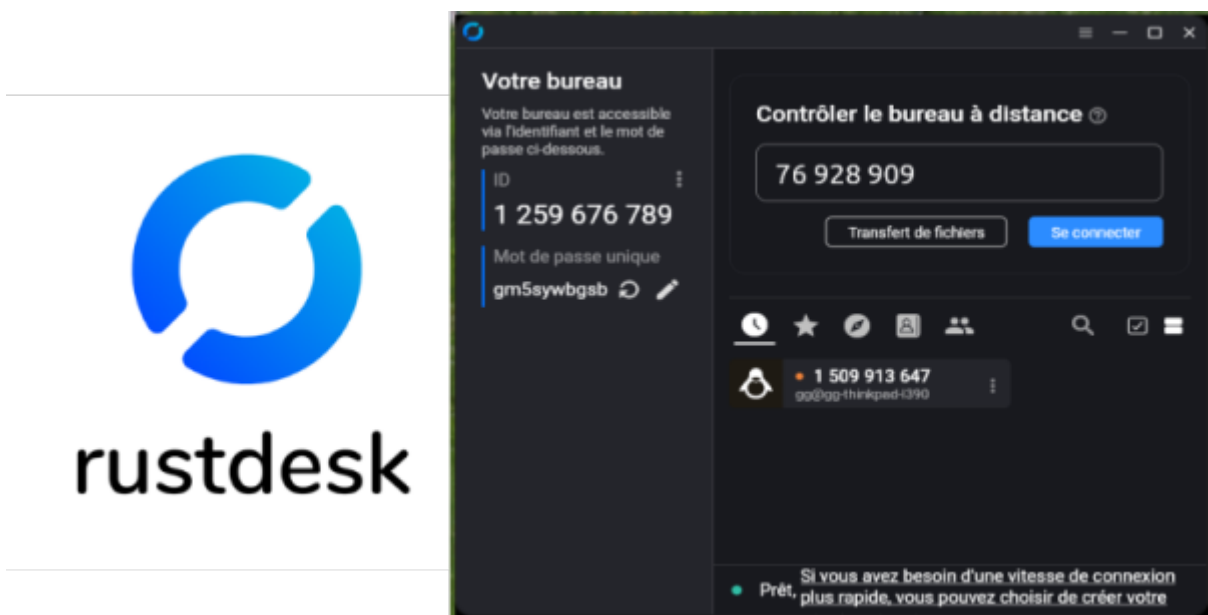 rustdesk
Votre bureau
Votre bureau est accessible
via l'identifiant et le mot de
passe ci-dessous.
ID
1 259 676 789
Mot de passe unique
gm5sywbgsb
Contrôler le bureau à distance
76 928 909
Transfert de fichiers
Se connecter
1 509 913 647
gg@gg-thinkpad-l390
Prêt, Si vous avez besoin d'une vitesse de connexion
plus rapide, vous pouvez choisir de créer votre